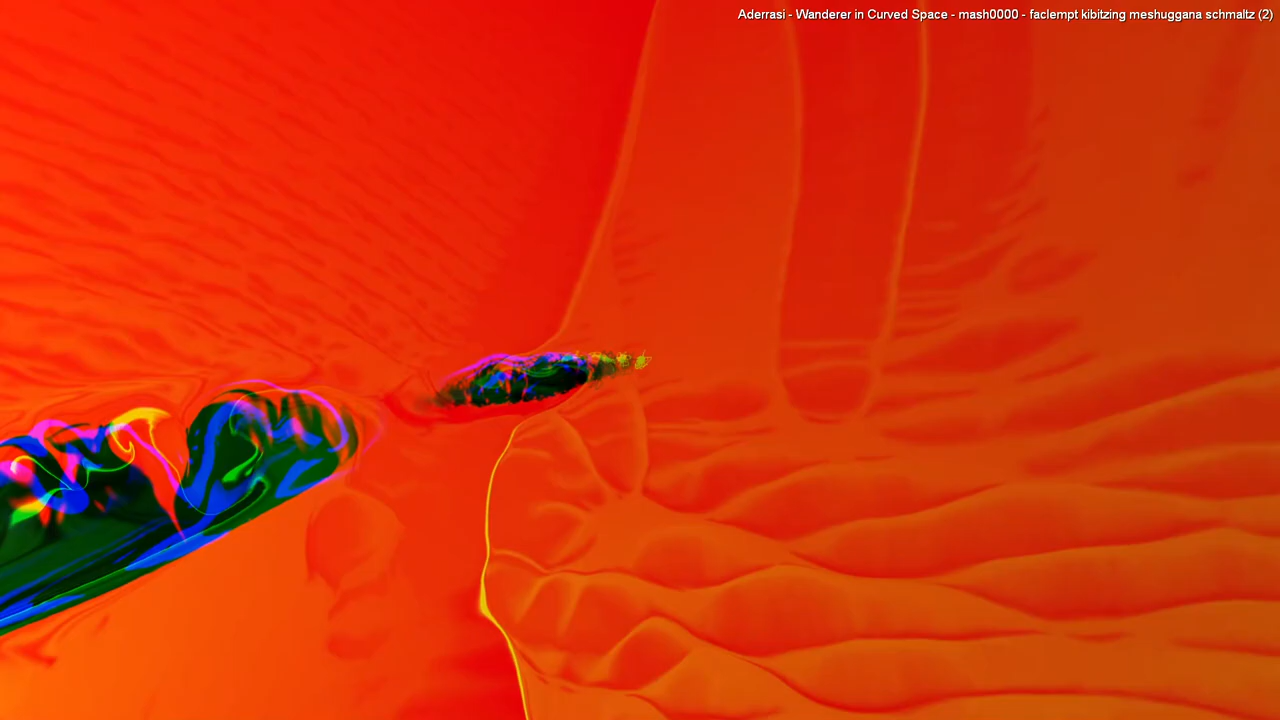 Aderrasi - Wanderer in Curved Space - mash0000 - faclempt kibitzing meshuggana schmaltz (2)